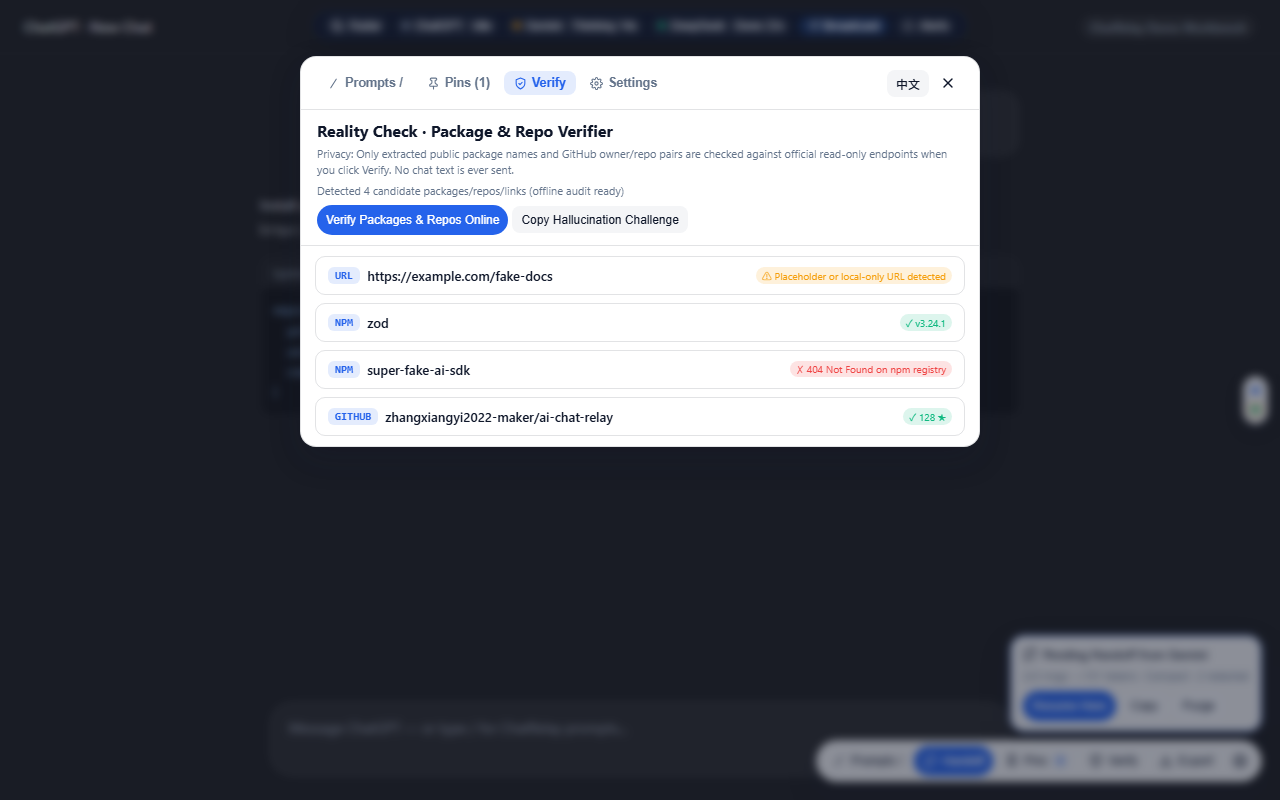 Prompts /
Pins (1)
Verify
Settings
中文
Reality Check · Package & Repo Verifier
Privacy: Only extracted public package names and GitHub owner/repo pairs are checked against official read-only endpoints when
you click Verify. No chat text is ever sent.
Detected 4 candidate packages/repos/links (offline audit ready)
Verify Packages & Repos Online
Copy Hallucination Challenge
URL https://example.com/fake-docs ⚠ Placeholder or local-only URL detected
NPM zod ✓ v3.24.1
NPM super-fake-ai-sdk ✗ 404 Not Found on npm registry
GITHUB zhangxiangyi2022-maker/ai-chat-relay ✓ 128 ★